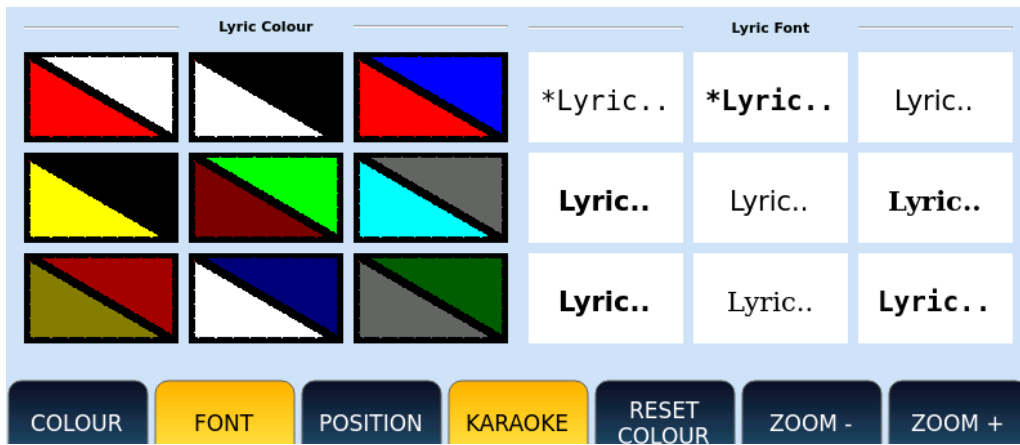 Lyric Colour
Lyric Font
*Lyric.. *Lyric.. Lyric..
Lyric.. Lyric.. Lyric..
Lyric.. Lyric.. Lyric..
COLOUR FONT POSITION KARAOKE RESET COLOUR ZOOM - ZOOM +